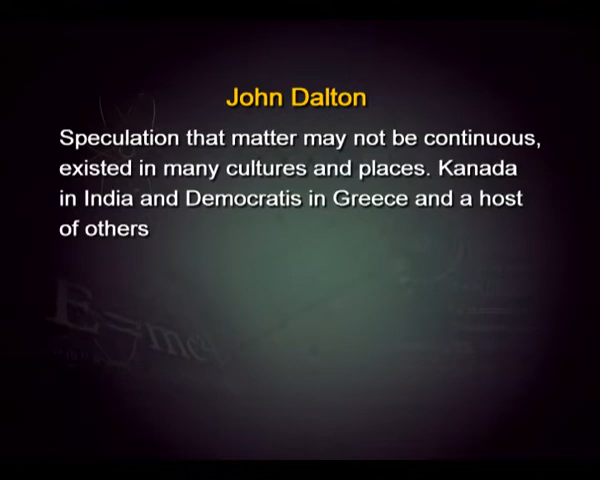 John Dalton
Speculation that matter may not be continuous,
existed in many cultures and places. Kanada
in India and Democratis in Greece and a host
of others
E=mc²